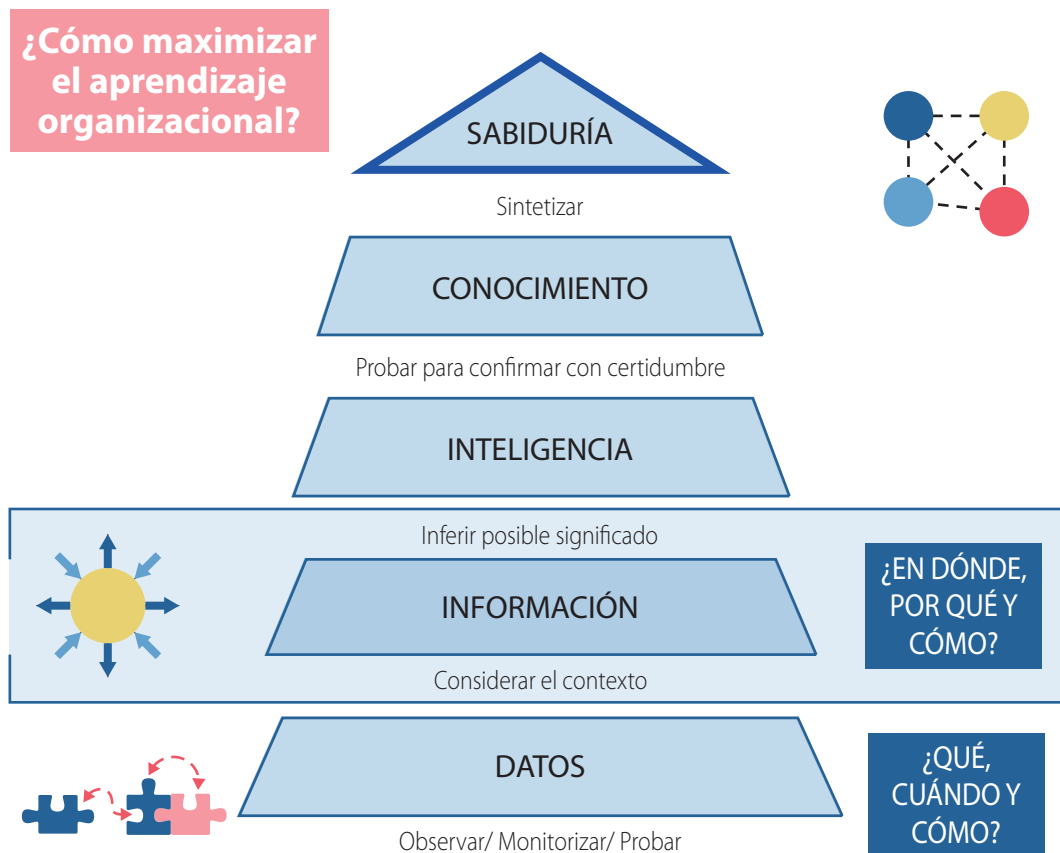 ¿Cómo maximizar
el aprendizaje
organizacional?
SABIDURÍA
Sintetizar
CONOCIMIENTO
Probar para confirmar con certidumbre
INTELIGENCIA
Inferir posible significado
INFORMACIÓN
¿EN DÓNDE,
POR QUÉ Y
CÓMO?
Considerar el contexto
DATOS
¿QUÉ,
CUÁNDO Y
CÓMO?
Observar/ Monitorizar/ Probar